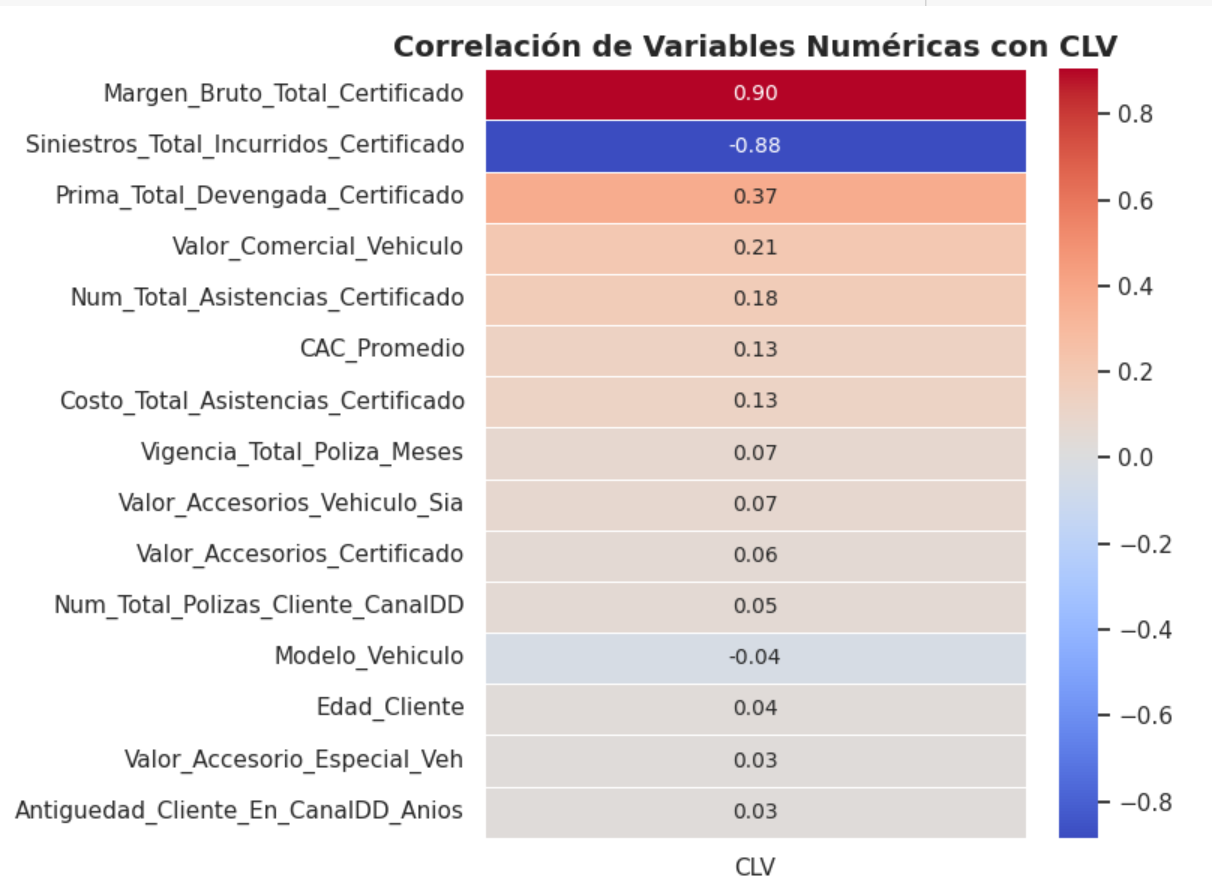 Correlación de Variables Numéricas con CLV
Margen_Bruto_Total_Certificado 0.90
Siniestros_Total_Incurridos_Certificado -0.88
Prima_Total_Devengada_Certificado 0.37
Valor_Comercial_Vehiculo 0.21
Num_Total_Asistencias_Certificado 0.18
CAC_Promedio 0.13
Costo_Total_Asistencias_Certificado 0.13
Vigencia_Total_Poliza_Meses 0.07
Valor_Accesorios_Vehiculo_Sia 0.07
Valor_Accesorios_Certificado 0.06
Num_Total_Polizas_Cliente_CanalDD 0.05
Modelo_Vehiculo -0.04
Edad_Cliente 0.04
Valor_Accesorio_Especial_Veh 0.03
Antiguedad_Cliente_En_CanalDD_Anios 0.03
CLV
0.8
0.6
0.4
0.2
0.0
−0.2
−0.4
−0.6
−0.8